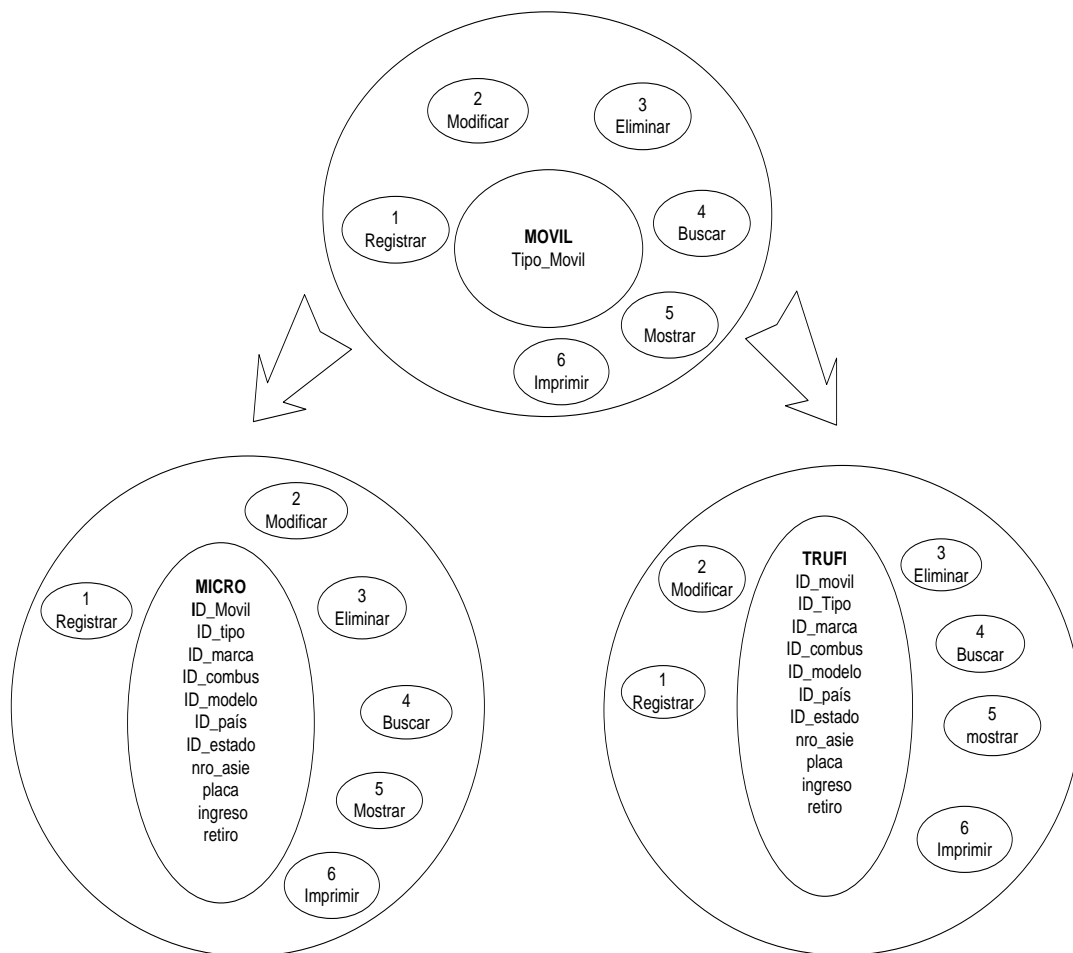 2
Modificar
3
Eliminar
1
Registrar
MOVIL
Tipo_Movil
4
Buscar
5
Mostrar
6
Imprimir
2
Modificar
1
Registrar
MICRO
ID_Movil
ID_tipo
ID_marca
ID_combus
ID_modelo
ID_país
ID_estado
nro_asie
placa
ingreso
retiro
3
Eliminar
4
Buscar
5
Mostrar
6
Imprimir
2
Modificar
1
Registrar
TRUFI
ID_movil
ID_Tipo
ID_marca
ID_combus
ID_modelo
ID_país
ID_estado
nro_asie
placa
ingreso
retiro
3
Eliminar
4
Buscar
5
mostrar
6
Imprimir